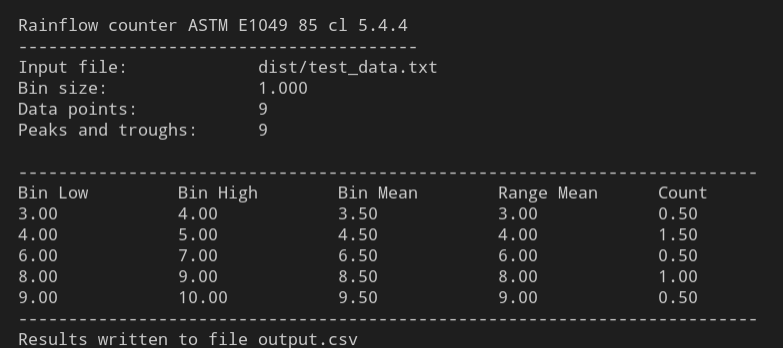 Rainflow counter ASTM E1049 85 cl 5.4.4
----------------------------------------
Input file:             dist/test_data.txt
Bin size:               1.000
Data points:            9
Peaks and troughs:      9
--------------------------------------------------------------------------
Bin Low         Bin High        Bin Mean        Range Mean      Count
3.00            4.00            3.50            3.00            0.50
4.00            5.00            4.50            4.00            1.50
6.00            7.00            6.50            6.00            0.50
8.00            9.00            8.50            8.00            1.00
9.00            10.00           9.50            9.00            0.50
--------------------------------------------------------------------------
Results written to file output.csv